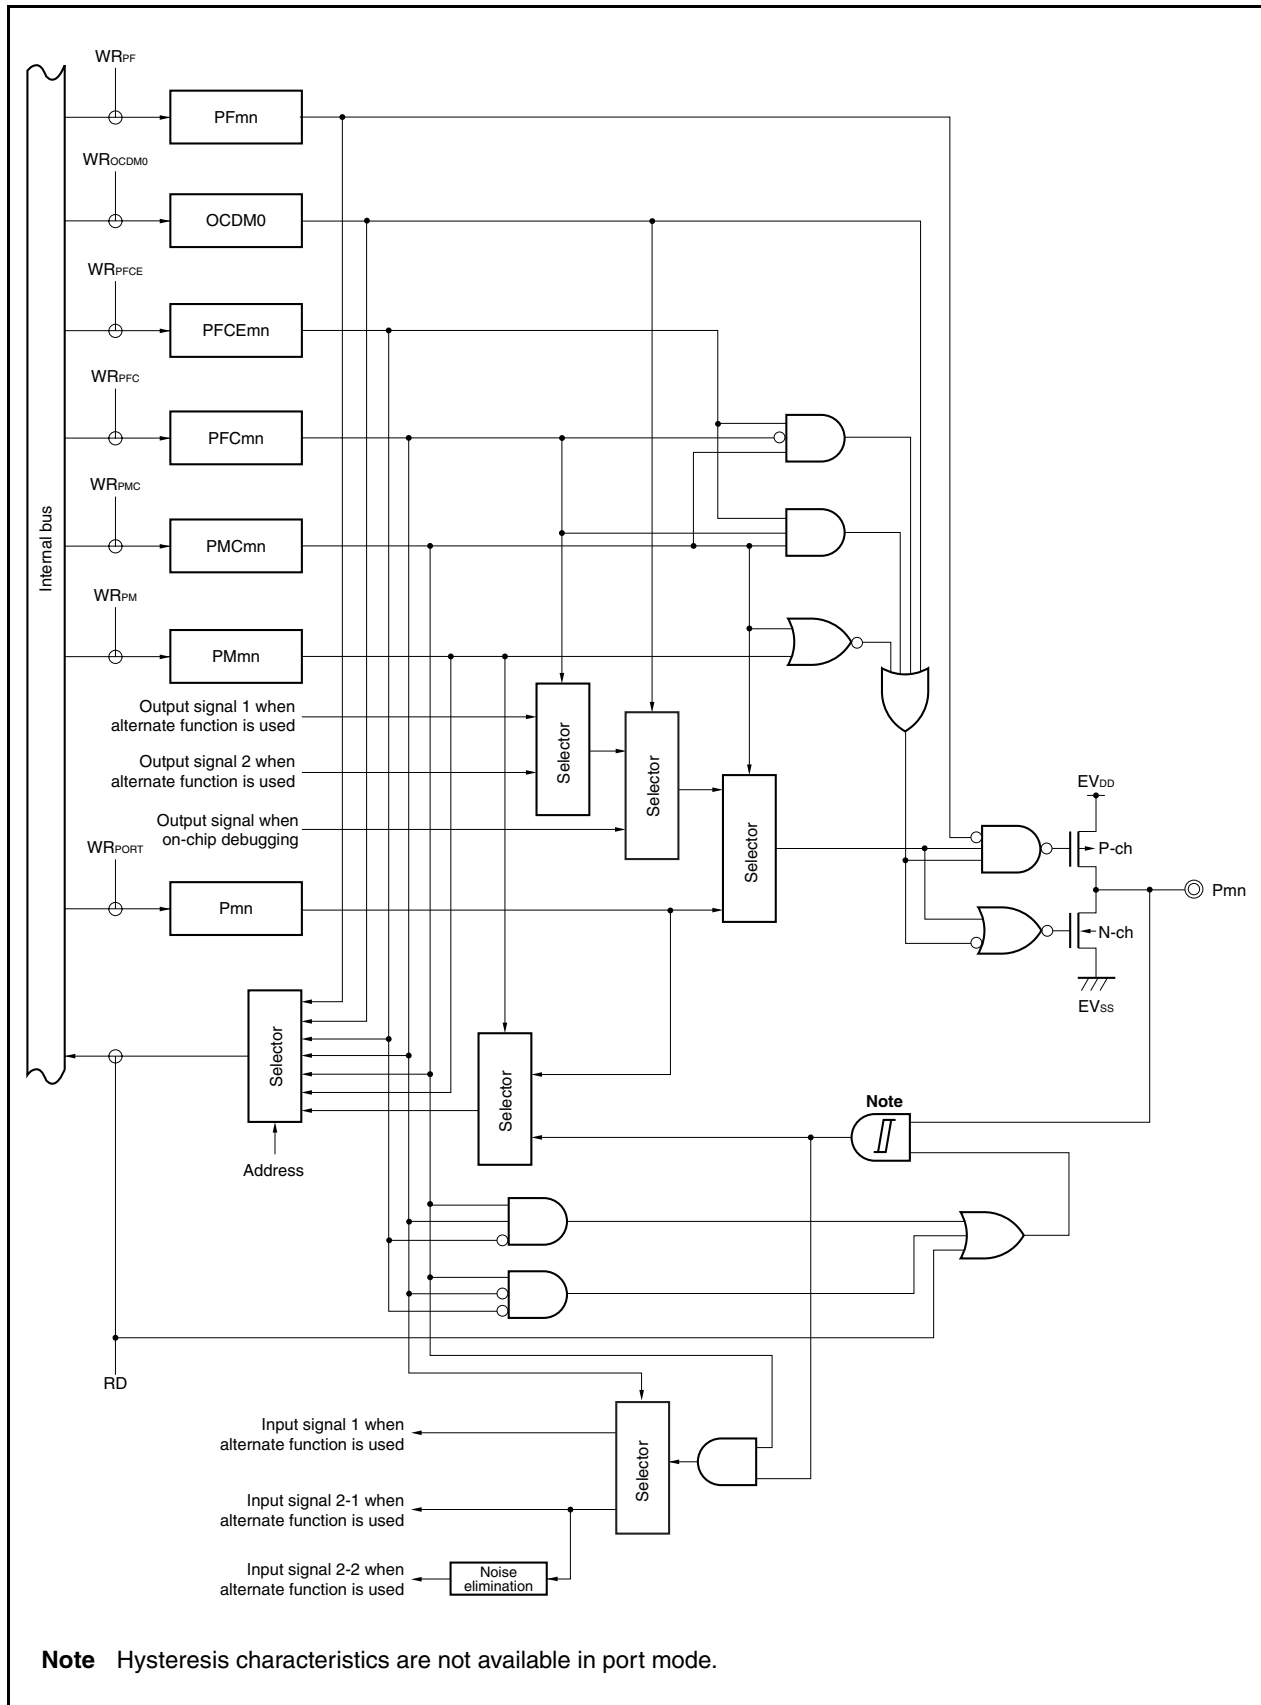 WRPF
PFmn
WROCDM0
OCDM0
WRPFCE
PFCEmn
WRPFC
PFCmn
WRPMC
PMCmn
Internal bus
WRPM
PMmn
Output signal 1 when
alternate function is used
Output signal 2 when
alternate function is used
Output signal when
on-chip debugging
Selector
Selector
Selector
WRPORT
Pmn
EVDD
P-ch
Pmn
N-ch
EVSS
Selector
Selector
Address
Note
RD
Input signal 1 when
alternate function is used
Input signal 2-1 when
alternate function is used
Input signal 2-2 when
alternate function is used
Selector
Noise
elimination
Note Hysteresis characteristics are not available in port mode.